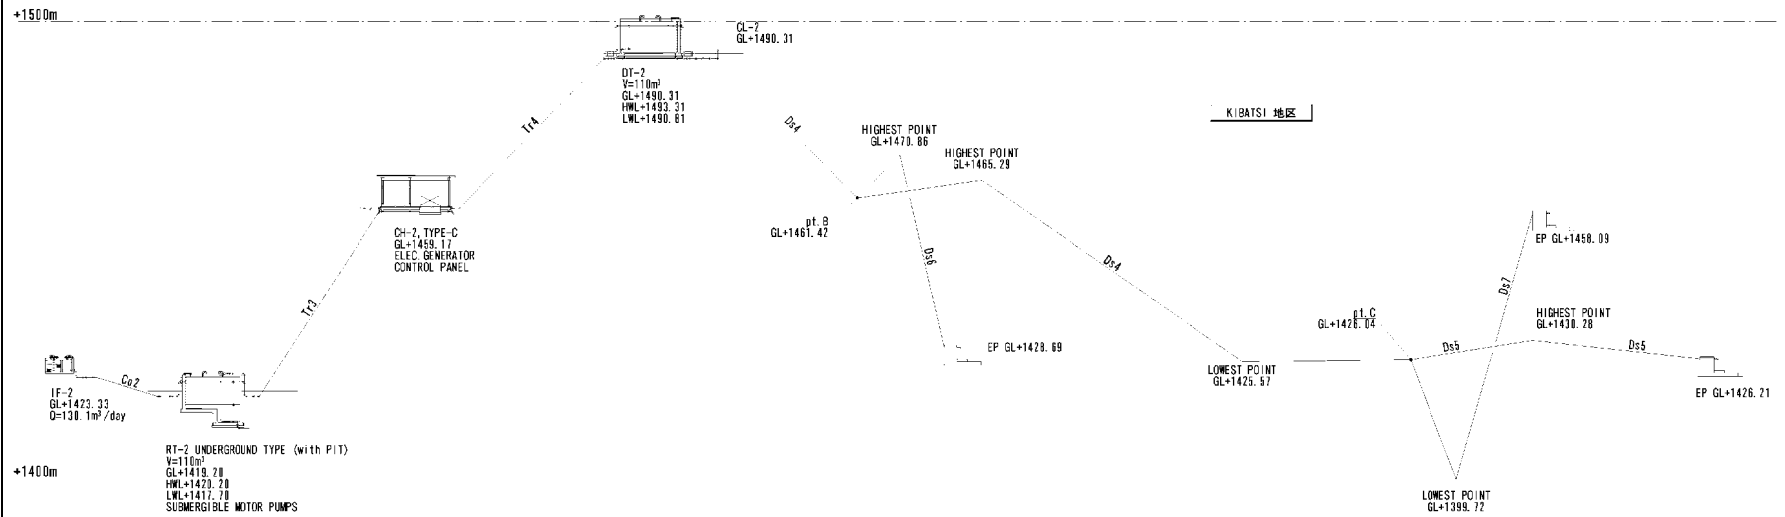 +1500m
CL-2
GL+1490.31
DT-2
V=110m³
GL+1490.31
HWL+1493.31
LWL+1490.81
KIBATSI 地区
Tr4
Ds4
HIGHEST POINT
GL+1470.86
HIGHEST POINT
GL+1465.29
pt.B
GL+1461.42
CH-2, TYPE-C
GL+1459.17
ELEC. GENERATOR
CONTROL PANEL
EP GL+1458.09
Ds6
Ds4
Ds7
Tr3
pt.C
GL+1426.04
HIGHEST POINT
GL+1430.28
EP GL+1428.69
Ds5
Ds5
LOWEST POINT
GL+1425.57
Co2
IF-2
GL+1423.33
Q=130.1m³/day
EP GL+1426.21
RT-2 UNDERGROUND TYPE (with PIT)
V=110m³
GL+1419.20
HWL+1420.20
LWL+1417.70
SUBMERGIBLE MOTOR PUMPS
+1400m
LOWEST POINT
GL+1399.72